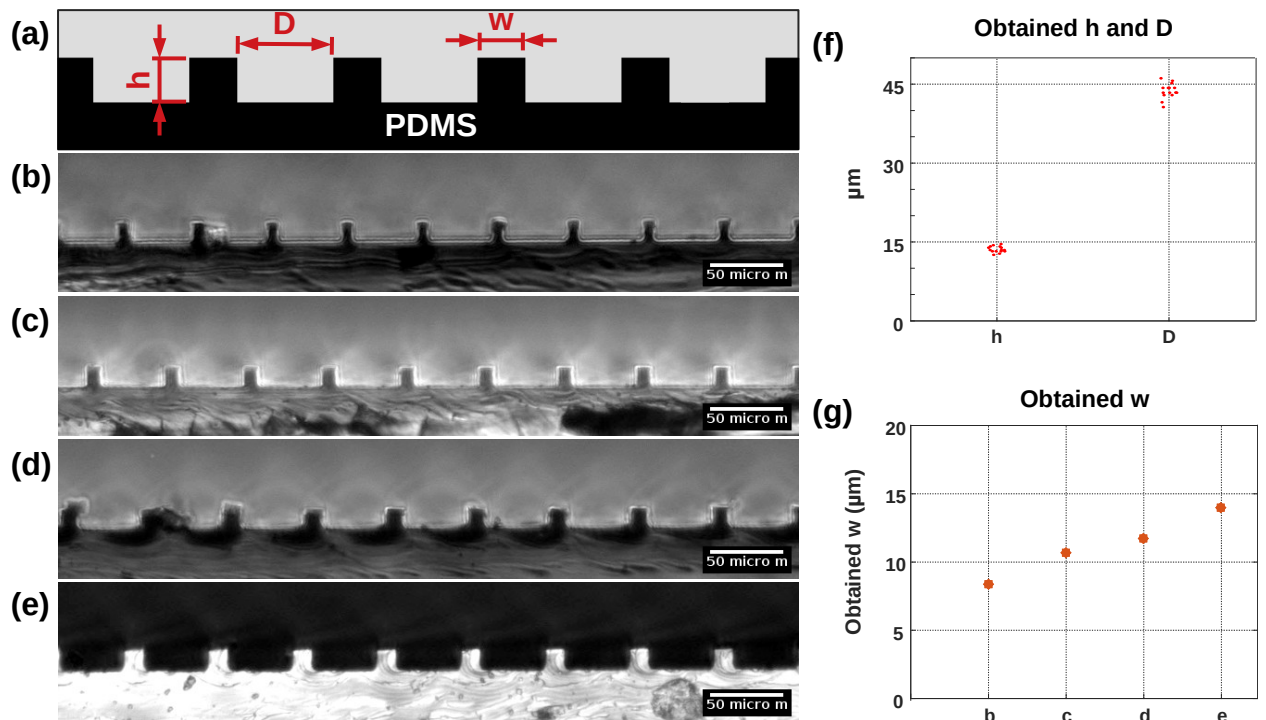 (a)
D
w
h
PDMS
(b)
50 micro m
(c)
50 micro m
(d)
50 micro m
(e)
50 micro m
(f)
Obtained h and D
45
30
15
0
µm
h
D
(g)
Obtained w
20
15
10
5
0
Obtained w (µm)
b
c
d
e